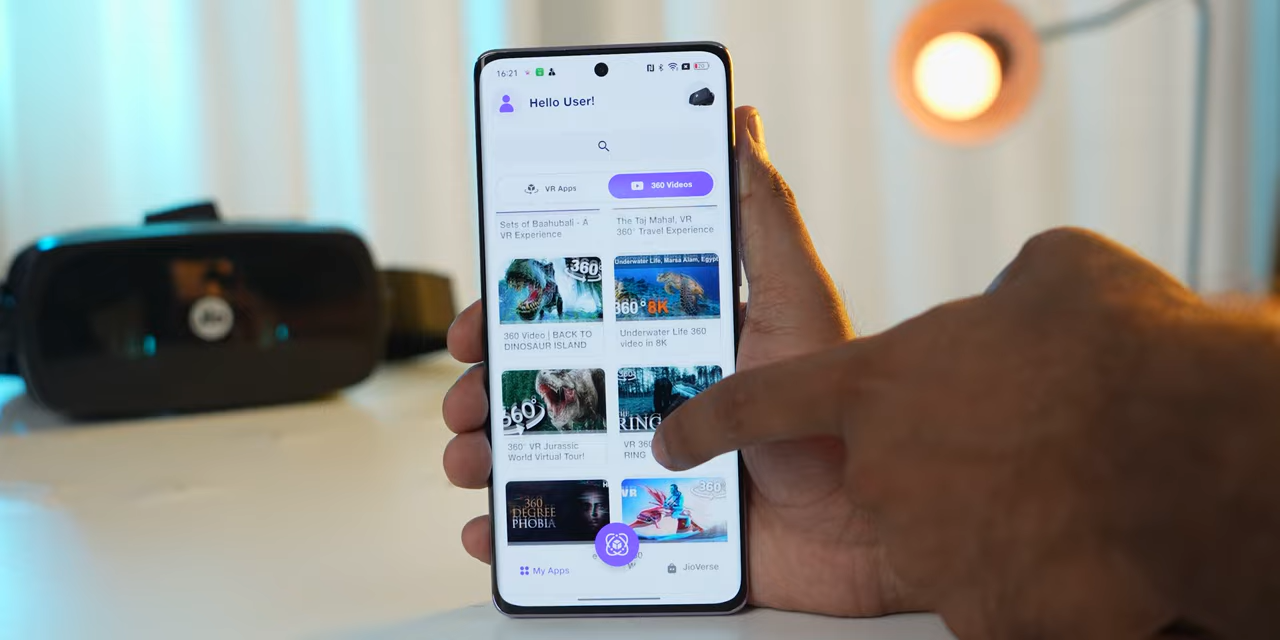 16:21
Hello User!
VR Apps
360 Videos
Sets of Baahubali - A
VR Experience
The Taj Mahal, VR
360° Travel Experience
360°
Underwater Life, Marsa Alam, Egypt
360° 8K
360 Video | BACK TO
DINOSAUR ISLAND
Underwater Life 360
video in 8K
360°
RING
360° VR Jurassic
World Virtual Tour!
VR 360
RING
360
DEGREE
PHOBIA
VR
360
My Apps
JioVerse
Jio